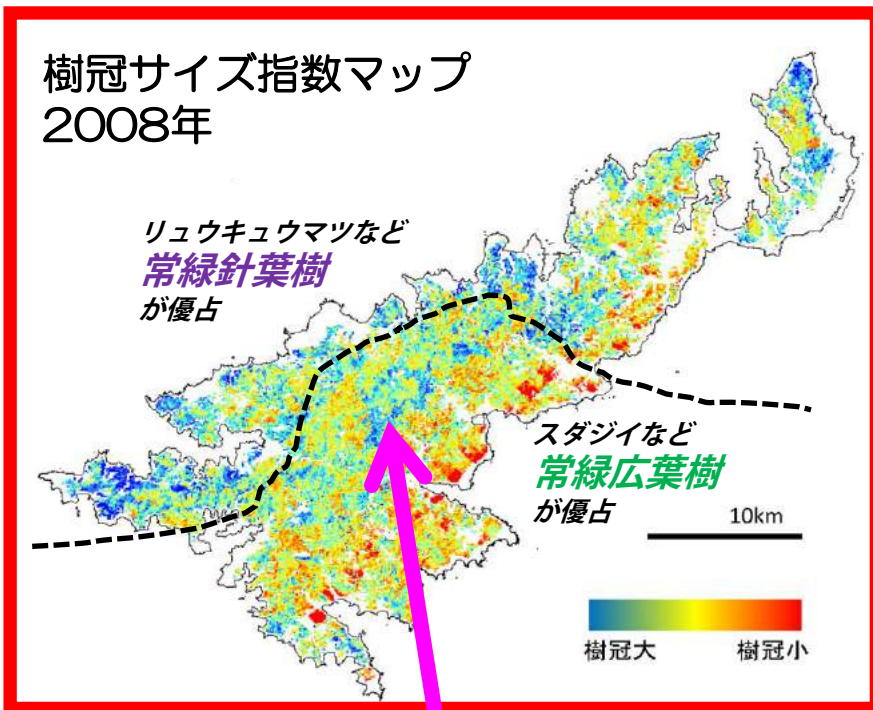 樹冠サイズ指数マップ
2008年
リュウキュウマツなど
常緑針葉樹
が優占
スダジイなど
常緑広葉樹
が優占
10km
樹冠大
樹冠小